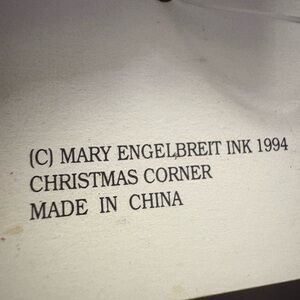 (C) MARY ENGELBREIT INK 1994
CHRISTMAS CORNER
MADE IN CHINA